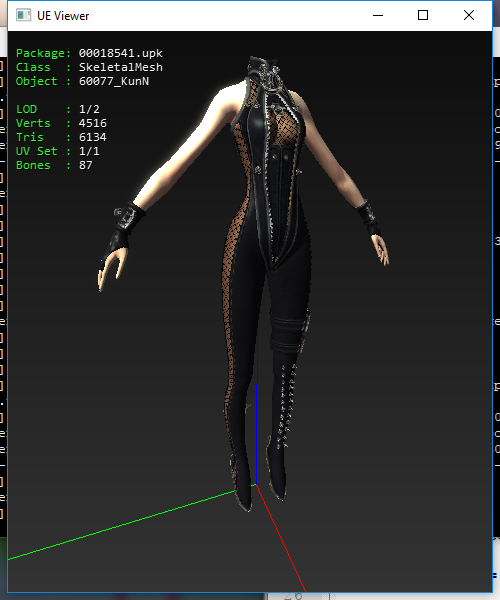 UE Viewer
Package: 00018541.upk
Class : SkeletalMesh
Object : 60077_KunN
LOD : 1/2
Verts : 4516
Tris : 6134
UV Set : 1/1
Bones : 87